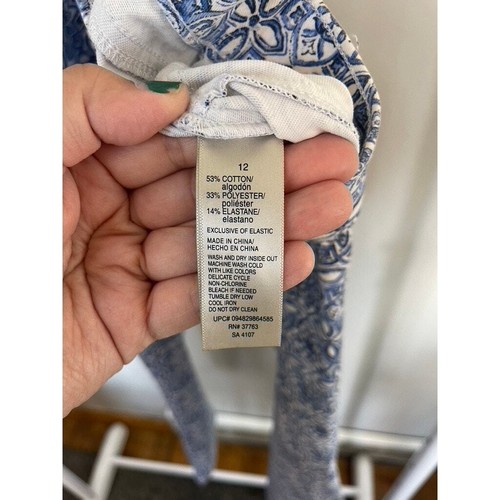 12
53% COTTON/
algodón
33% POLYESTER/
poliéster
14% ELASTANE/
elastano
EXCLUSIVE OF ELASTIC
MADE IN CHINA/
HECHO EN CHINA
WASH AND DRY INSIDE OUT
MACHINE WASH COLD
WITH LIKE COLORS
DELICATE CYCLE
NON-CHLORINE
BLEACH IF NEEDED
TUMBLE DRY LOW
COOL IRON
DO NOT DRY CLEAN
UPC# 094829864585
RN# 37763
SA 4107